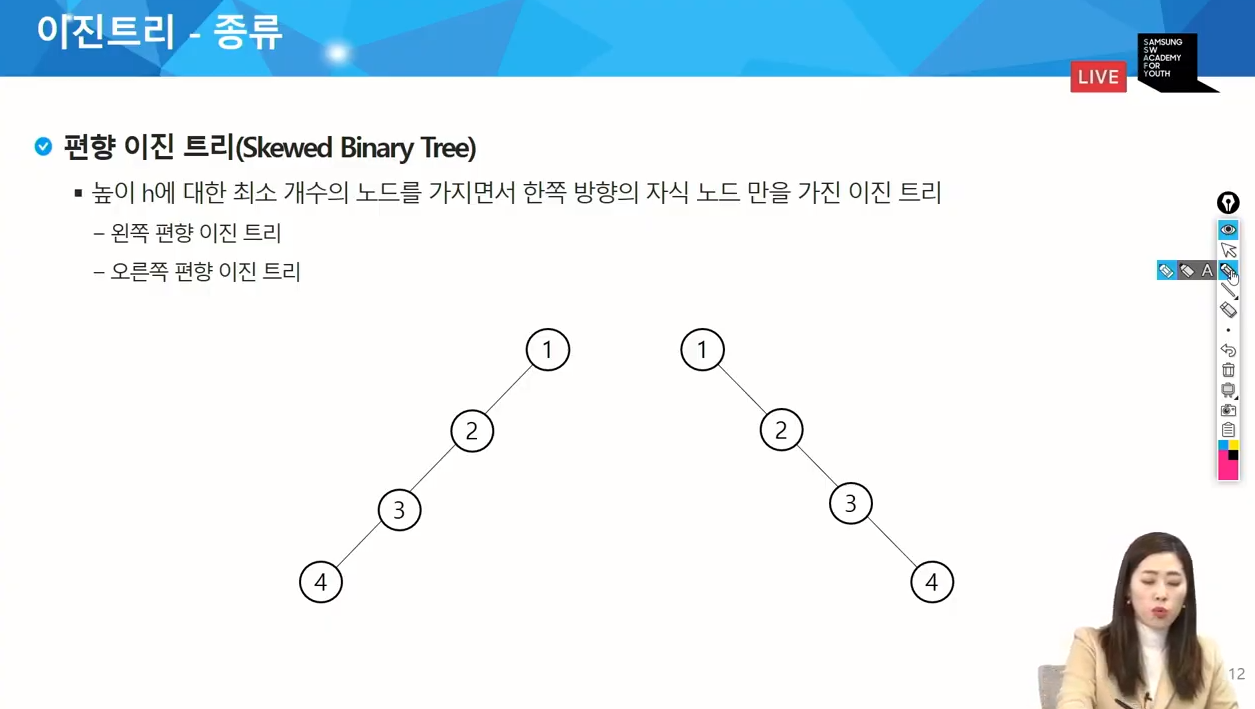 이진트리 - 종류
SAMSUNG
SW
ACADEMY
FOR
YOUTH
LIVE
편향 이진 트리(Skewed Binary Tree)
▪ 높이 h에 대한 최소 개수의 노드를 가지면서 한쪽 방향의 자식 노드 만을 가진 이진 트리
– 왼쪽 편향 이진 트리
– 오른쪽 편향 이진 트리
A
1 1
2 2
3 3
4 4
12